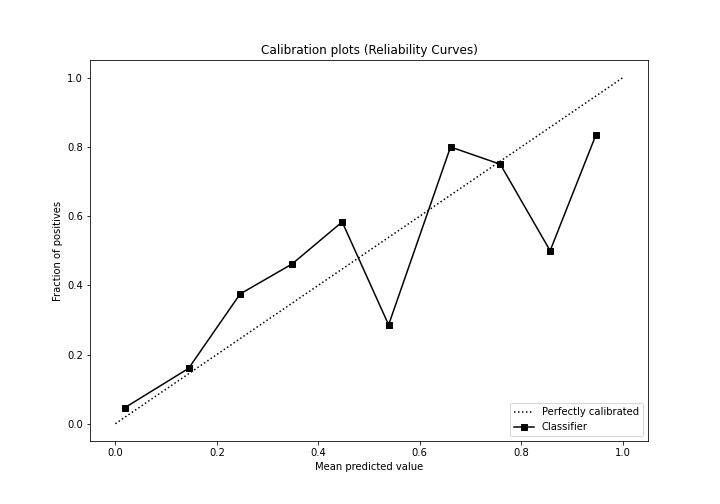 Calibration plots (Reliability Curves)
1.0
0.8
0.6
0.4
0.2
0.0
Fraction of positives
0.0 0.2 0.4 0.6 0.8 1.0
Mean predicted value
Perfectly calibrated
Classifier